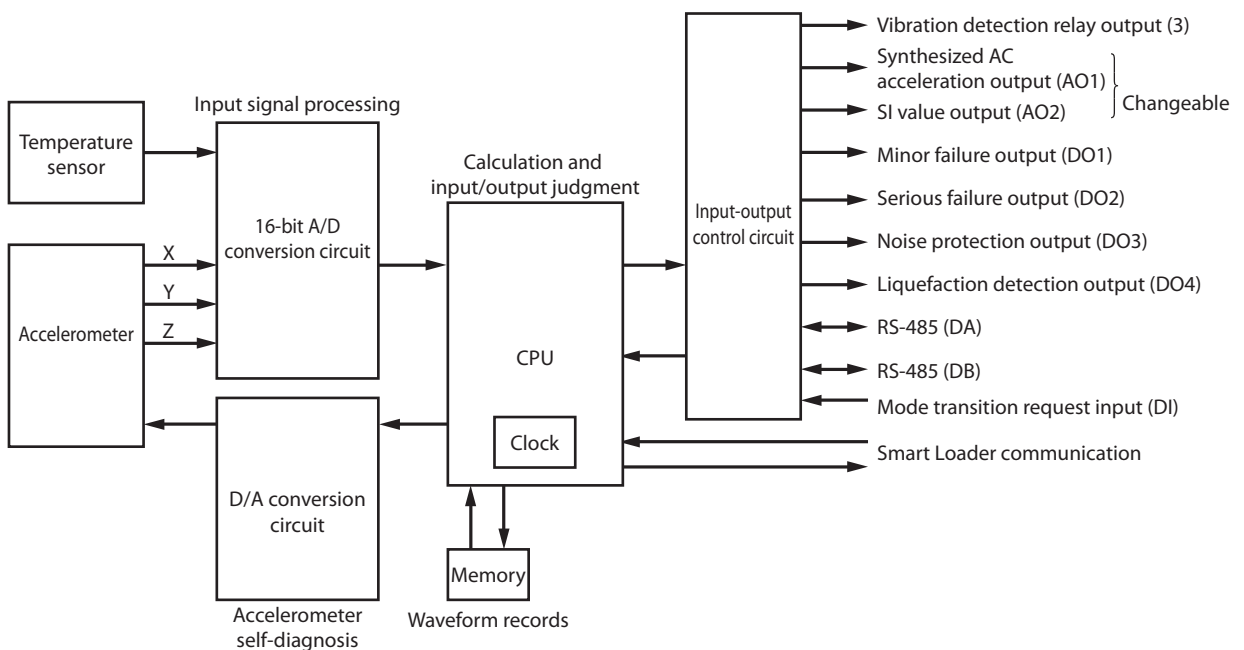 Temperature
sensor
Accelerometer
X
Y
Z
Input signal processing
16-bit A/D
conversion circuit
D/A conversion
circuit
Accelerometer
self-diagnosis
Calculation and
input/output judgment
CPU
Clock
Memory
Waveform records
Input-output
control circuit
Vibration detection relay output (3)
Synthesized AC
acceleration output (AO1)
SI value output (AO2)
Changeable
Minor failure output (DO1)
Serious failure output (DO2)
Noise protection output (DO3)
Liquefaction detection output (DO4)
RS-485 (DA)
RS-485 (DB)
Mode transition request input (DI)
Smart Loader communication